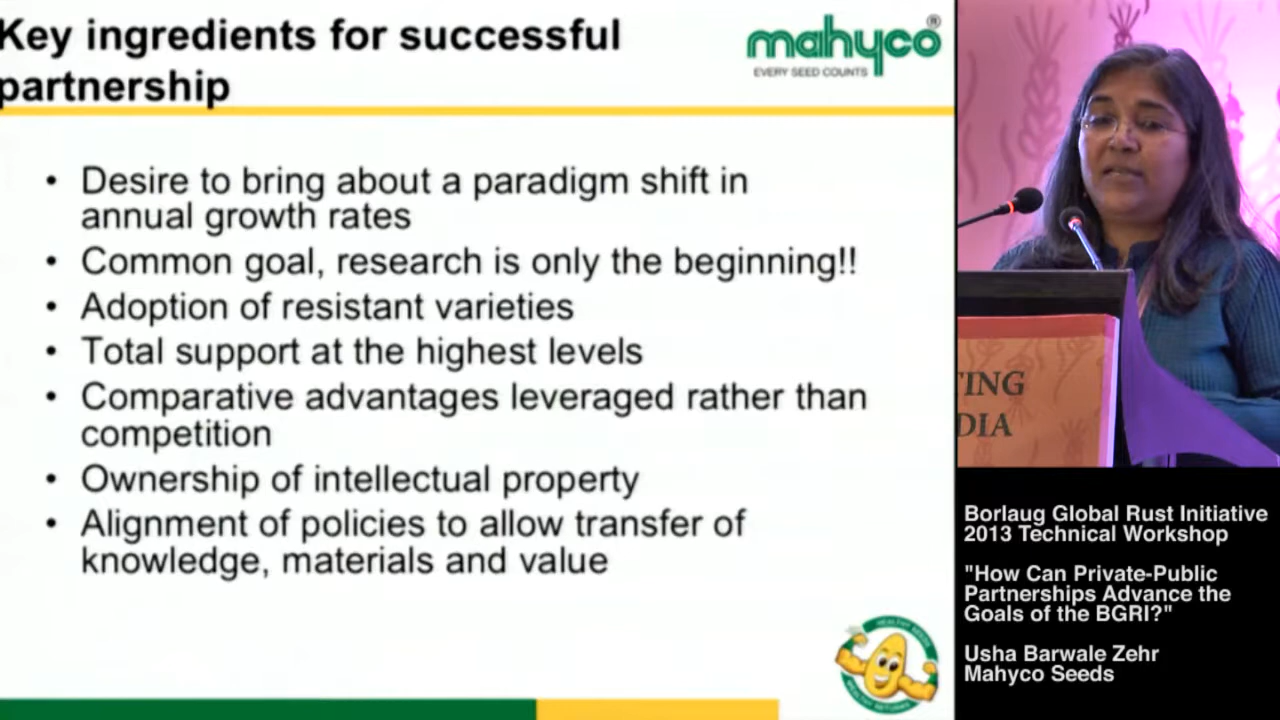 Key ingredients for successful
partnership
mahyco®
EVERY SEED COUNTS
• Desire to bring about a paradigm shift in
annual growth rates
• Common goal, research is only the beginning!!
• Adoption of resistant varieties
• Total support at the highest levels
• Comparative advantages leveraged rather than
competition
• Ownership of intellectual property
• Alignment of policies to allow transfer of
knowledge, materials and value
HEALTHY SEEDS
HEALTHY RETURNS
TING
DIA
Borlaug Global Rust Initiative
2013 Technical Workshop
"How Can Private-Public
Partnerships Advance the
Goals of the BGRI?"
Usha Barwale Zehr
Mahyco Seeds